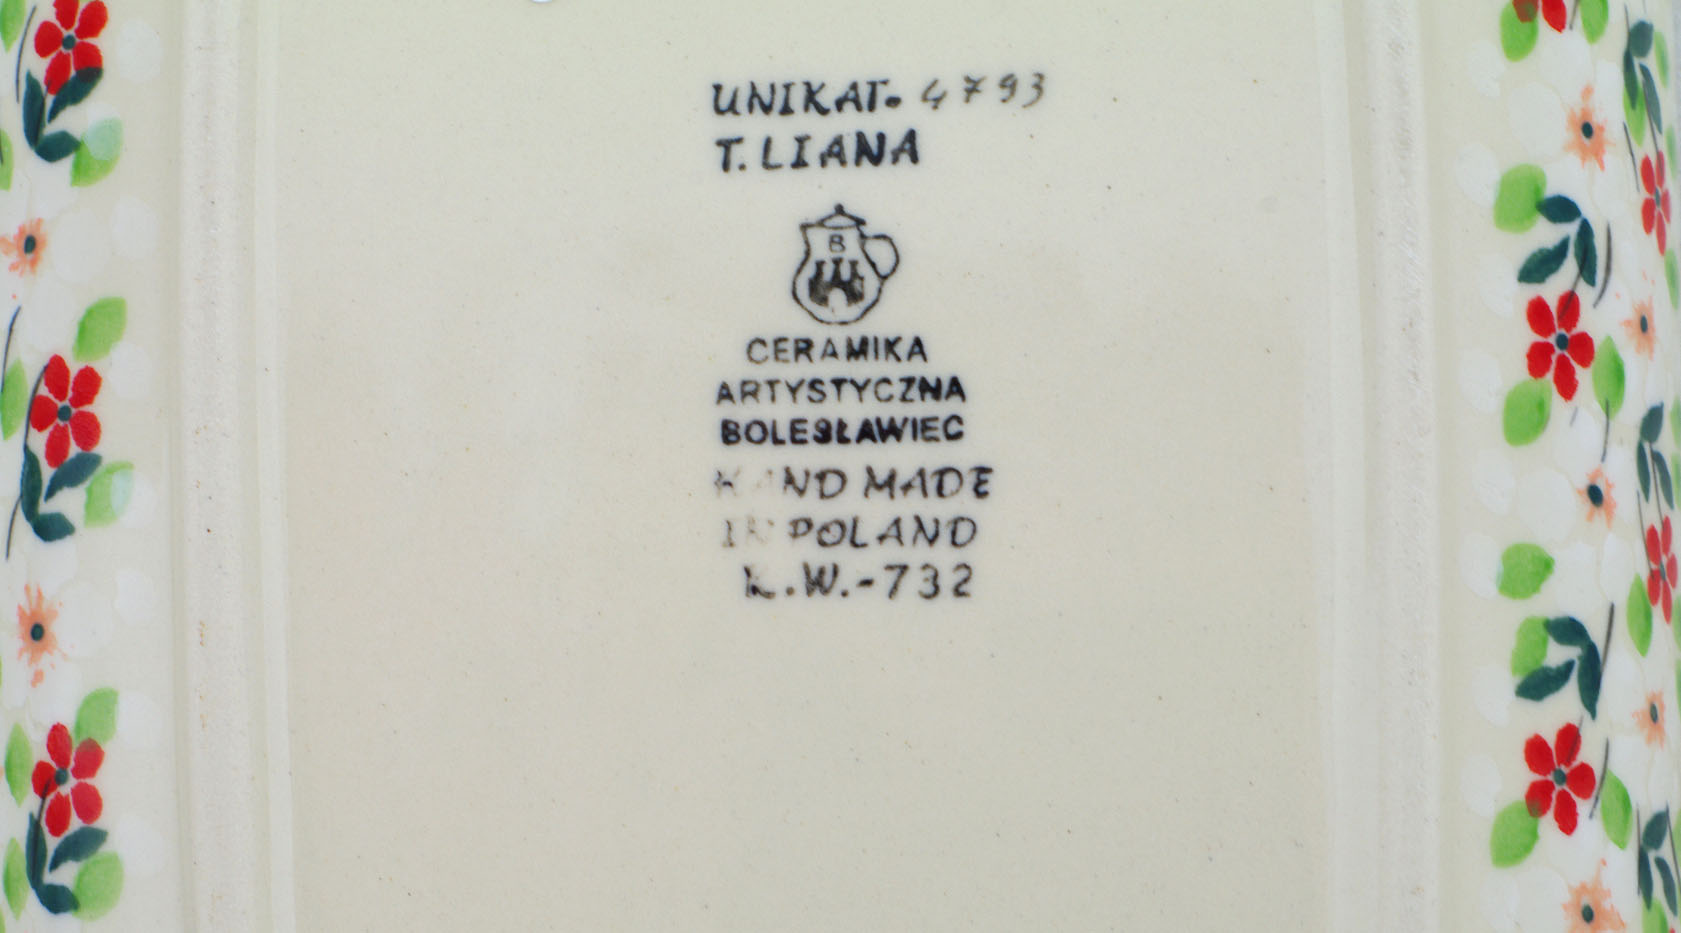 UNIKAT. 4793
T. LIANA
B
CERAMIKA
ARTYSTYCZNA
BOLESŁAWIEC
HAND MADE
IN POLAND
K.W.-732